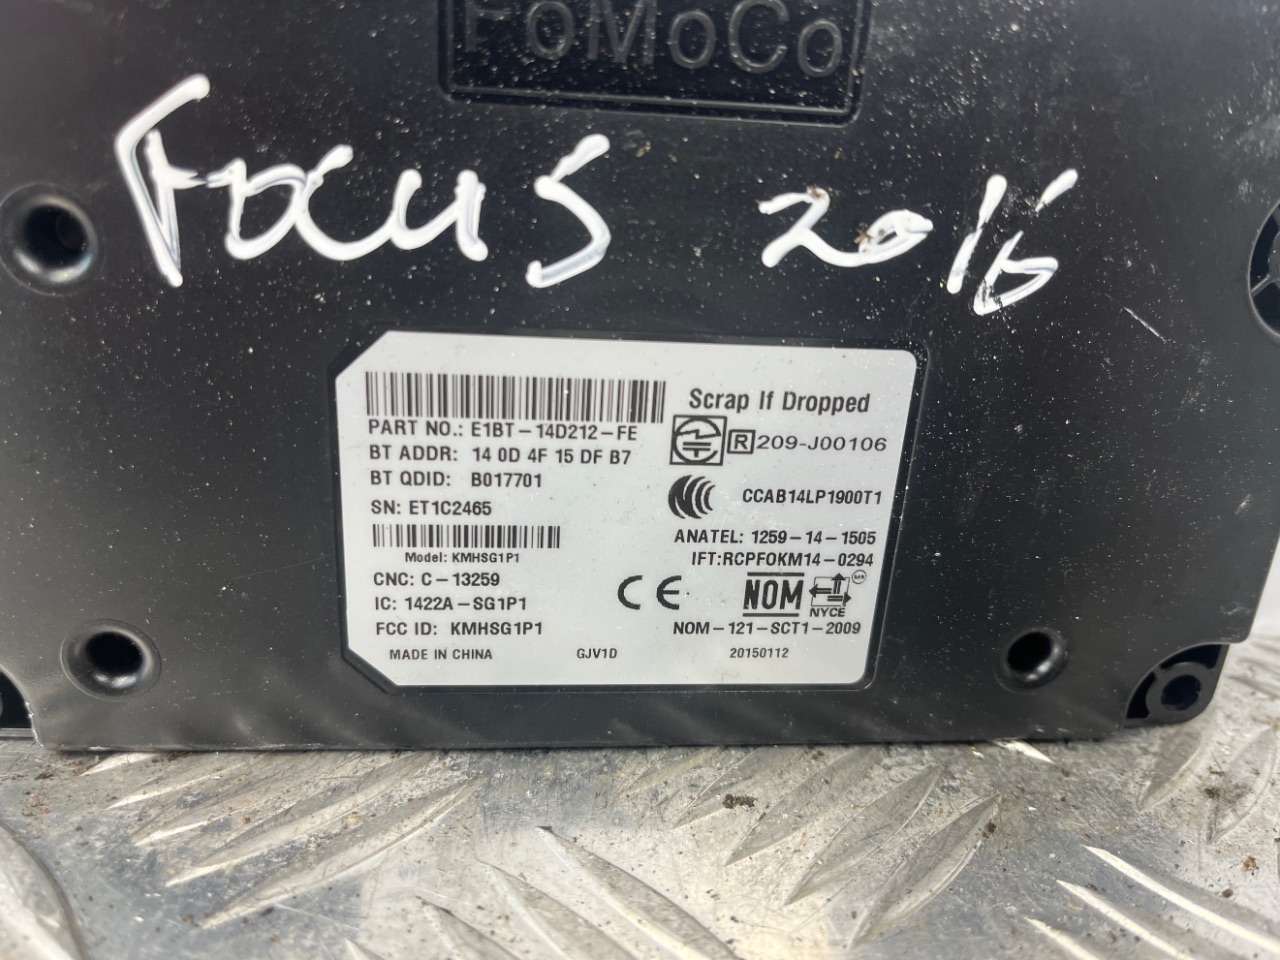 FoMoCo
FOCUS 2016
Scrap If Dropped
PART NO.: E1BT-14D212-FE
BT ADDR: 14 0D 4F 15 DF B7
R 209-J00106
BT QDID: B017701
CCAB14LP1900T1
SN: ET1C2465
ANATEL: 1259-14-1505
Model: KMHSG1P1
IFT:RCPFOKM14-0294
CNC: C-13259
CE NOM NYCE
IC: 1422A-SG1P1
FCC ID: KMHSG1P1
NOM-121-SCT1-2009
MADE IN CHINA GJV1D 20150112